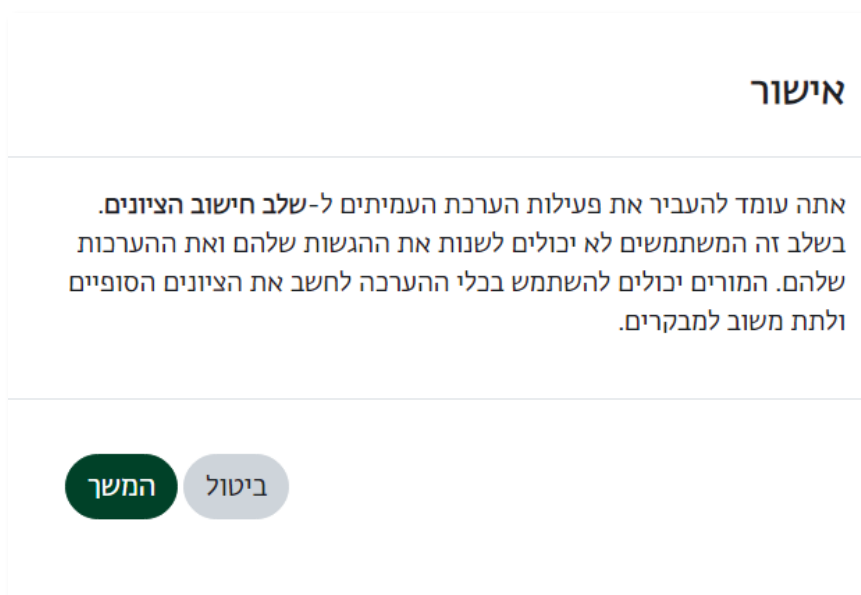 אישור
אתה עומד להעביר את פעילות הערכת העמיתים ל-שלב חישוב הציונים.
בשלב זה המשתמשים לא יכולים לשנות את ההגשות שלהם ואת ההערכות
שלהם. המורים יכולים להשתמש בכלי ההערכה לחשב את הציונים הסופיים
ולתת משוב למבקרים.
ביטול
המשך